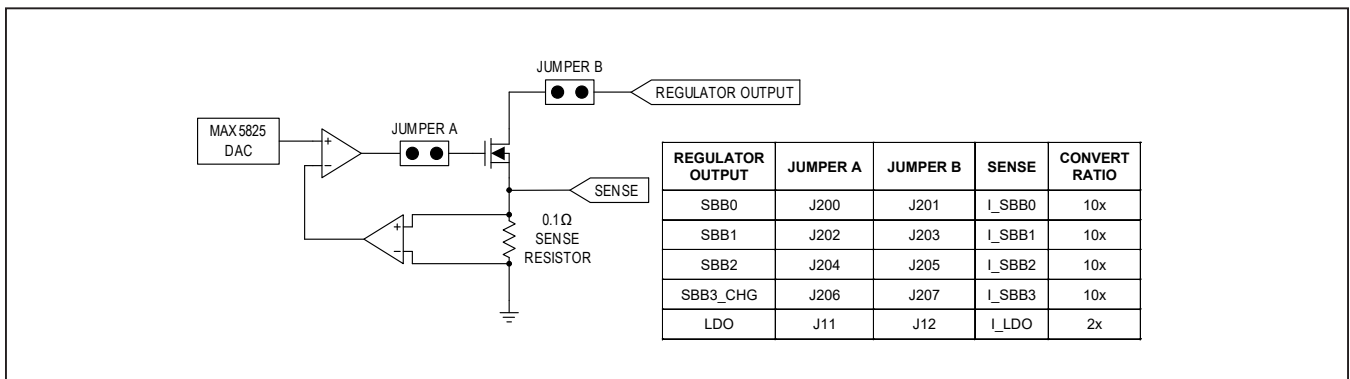 JUMPER B
REGULATOR OUTPUT
MAX5825
DAC
+
−
JUMPER A
SENSE
0.1Ω
SENSE
RESISTOR
+
−
REGULATOR OUTPUT JUMPER A JUMPER B SENSE CONVERT RATIO
SBB0 J200 J201 I_SBB0 10x
SBB1 J202 J203 I_SBB1 10x
SBB2 J204 J205 I_SBB2 10x
SBB3_CHG J206 J207 I_SBB3 10x
LDO J11 J12 I_LDO 2x